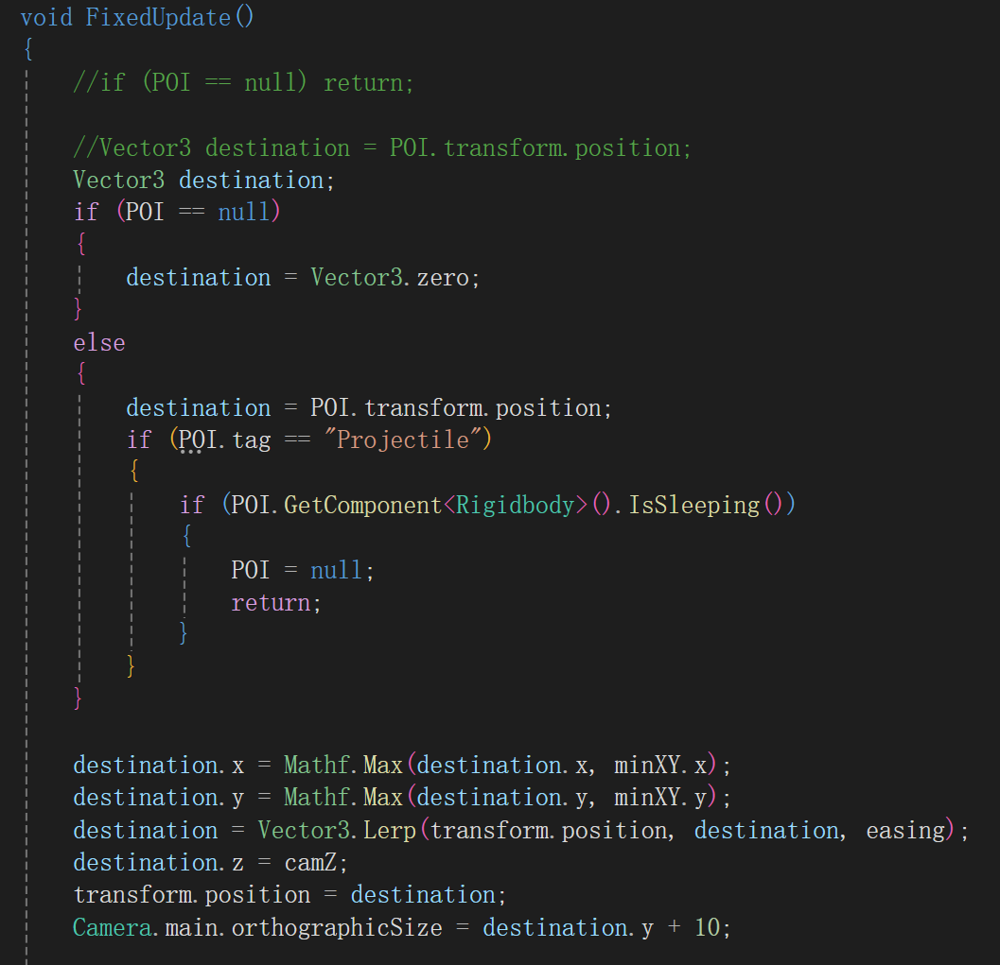 void FixedUpdate()
{
    //if (POI == null) return;

    //Vector3 destination = POI.transform.position;
    Vector3 destination;
    if (POI == null)
    {
        destination = Vector3.zero;
    }
    else
    {
        destination = POI.transform.position;
        if (POI.tag == "Projectile")
        {
            if (POI.GetComponent<Rigidbody>().IsSleeping())
            {
                POI = null;
                return;
            }
        }
    }

    destination.x = Mathf.Max(destination.x, minXY.x);
    destination.y = Mathf.Max(destination.y, minXY.y);
    destination = Vector3.Lerp(transform.position, destination, easing);
    destination.z = camZ;
    transform.position = destination;
    Camera.main.orthographicSize = destination.y + 10;